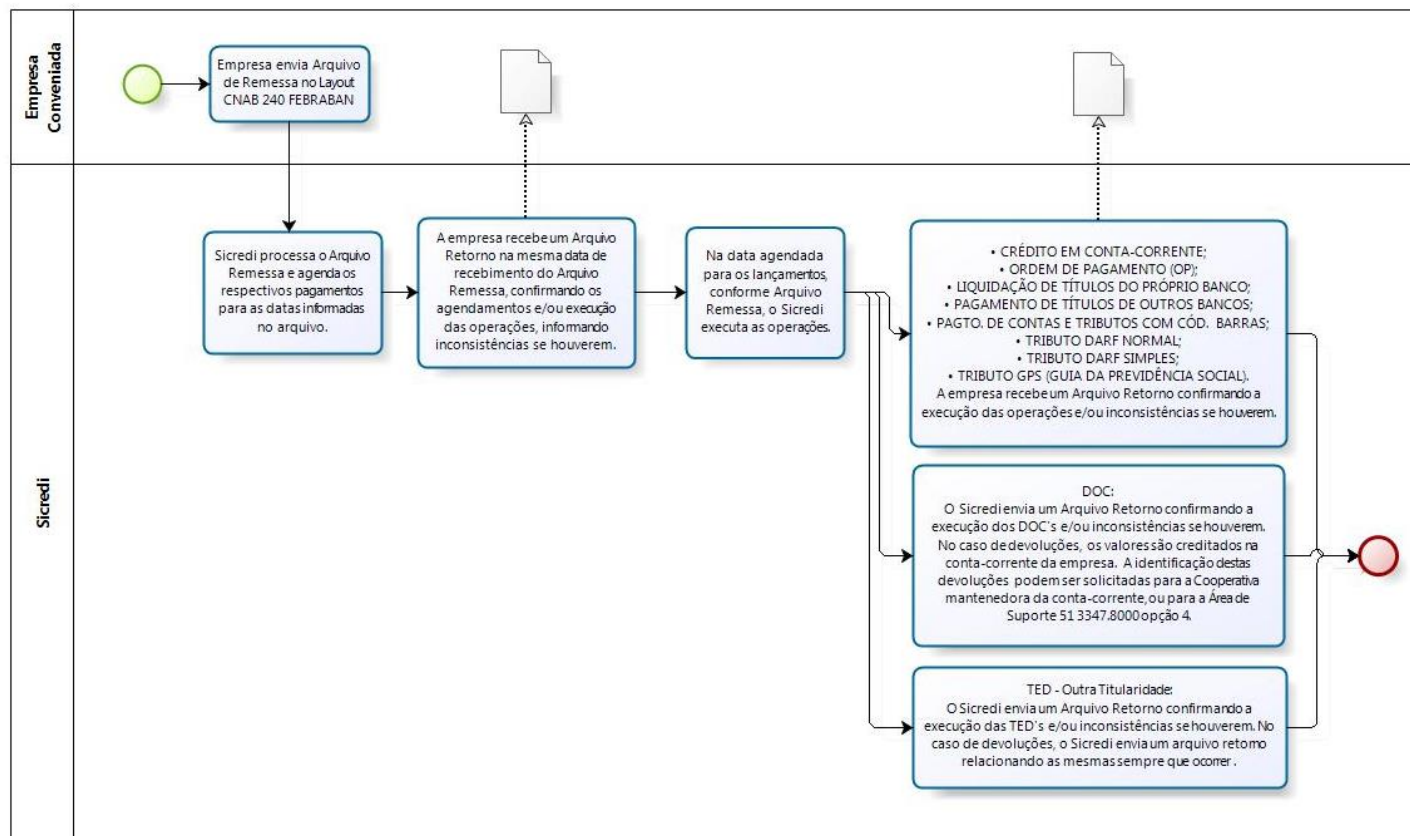 Empresa
Conveniada
Empresa envia Arquivo
de Remessa no Layout
CNAB 240 FEBRABAN
Sicredi
Sicredi processa o Arquivo
Remessa e agenda os
respectivos pagamentos
para as datas informadas
no arquivo.
A empresa recebe um Arquivo
Retorno na mesma data de
recebimento do Arquivo
Remessa, confirmando os
agendamentos e/ou execução
das operações, informando
inconsistências se houverem.
Na data agendada
para os lançamentos,
conforme Arquivo
Remessa, o Sicredi
executa as operações.
• CRÉDITO EM CONTA-CORRENTE;
• ORDEM DE PAGAMENTO (OP);
• LIQUIDAÇÃO DE TÍTULOS DO PRÓPRIO BANCO;
• PAGAMENTO DE TÍTULOS DE OUTROS BANCOS;
• PAGTO. DE CONTAS E TRIBUTOS COM CÓD. BARRAS;
• TRIBUTO DARF NORMAL;
• TRIBUTO DARF SIMPLES;
• TRIBUTO GPS (GUIA DA PREVIDÊNCIA SOCIAL).
A empresa recebe um Arquivo Retorno confirmando a
execução das operações e/ou inconsistências se houverem.
DOC:
O Sicredi envia um Arquivo Retorno confirmando a
execução dos DOC's e/ou inconsistências se houverem.
No caso de devoluções, os valores são creditados na
conta-corrente da empresa. A identificação destas
devoluções podem ser solicitadas para a Cooperativa
mantenedora da conta-corrente, ou para a Área de
Suporte 51 3347.8000 opção 4.
TED - Outra Titularidade:
O Sicredi envia um Arquivo Retorno confirmando a
execução das TED's e/ou inconsistências se houverem. No
caso de devoluções, o Sicredi envia um arquivo retorno
relacionando as mesmas sempre que ocorrer.